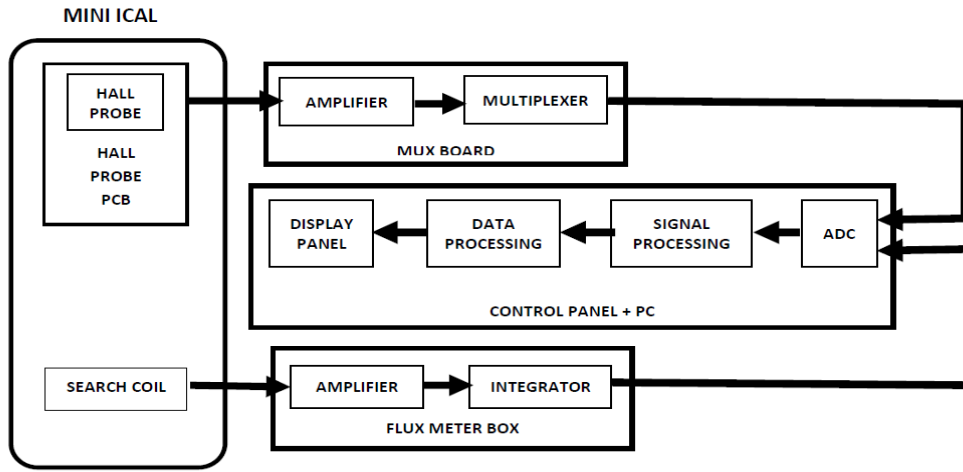 MINI ICAL
HALL
PROBE
HALL
PROBE
PCB
AMPLIFIER
MULTIPLEXER
MUX BOARD
DISPLAY
PANEL
DATA
PROCESSING
SIGNAL
PROCESSING
ADC
CONTROL PANEL + PC
SEARCH COIL
AMPLIFIER
INTEGRATOR
FLUX METER BOX